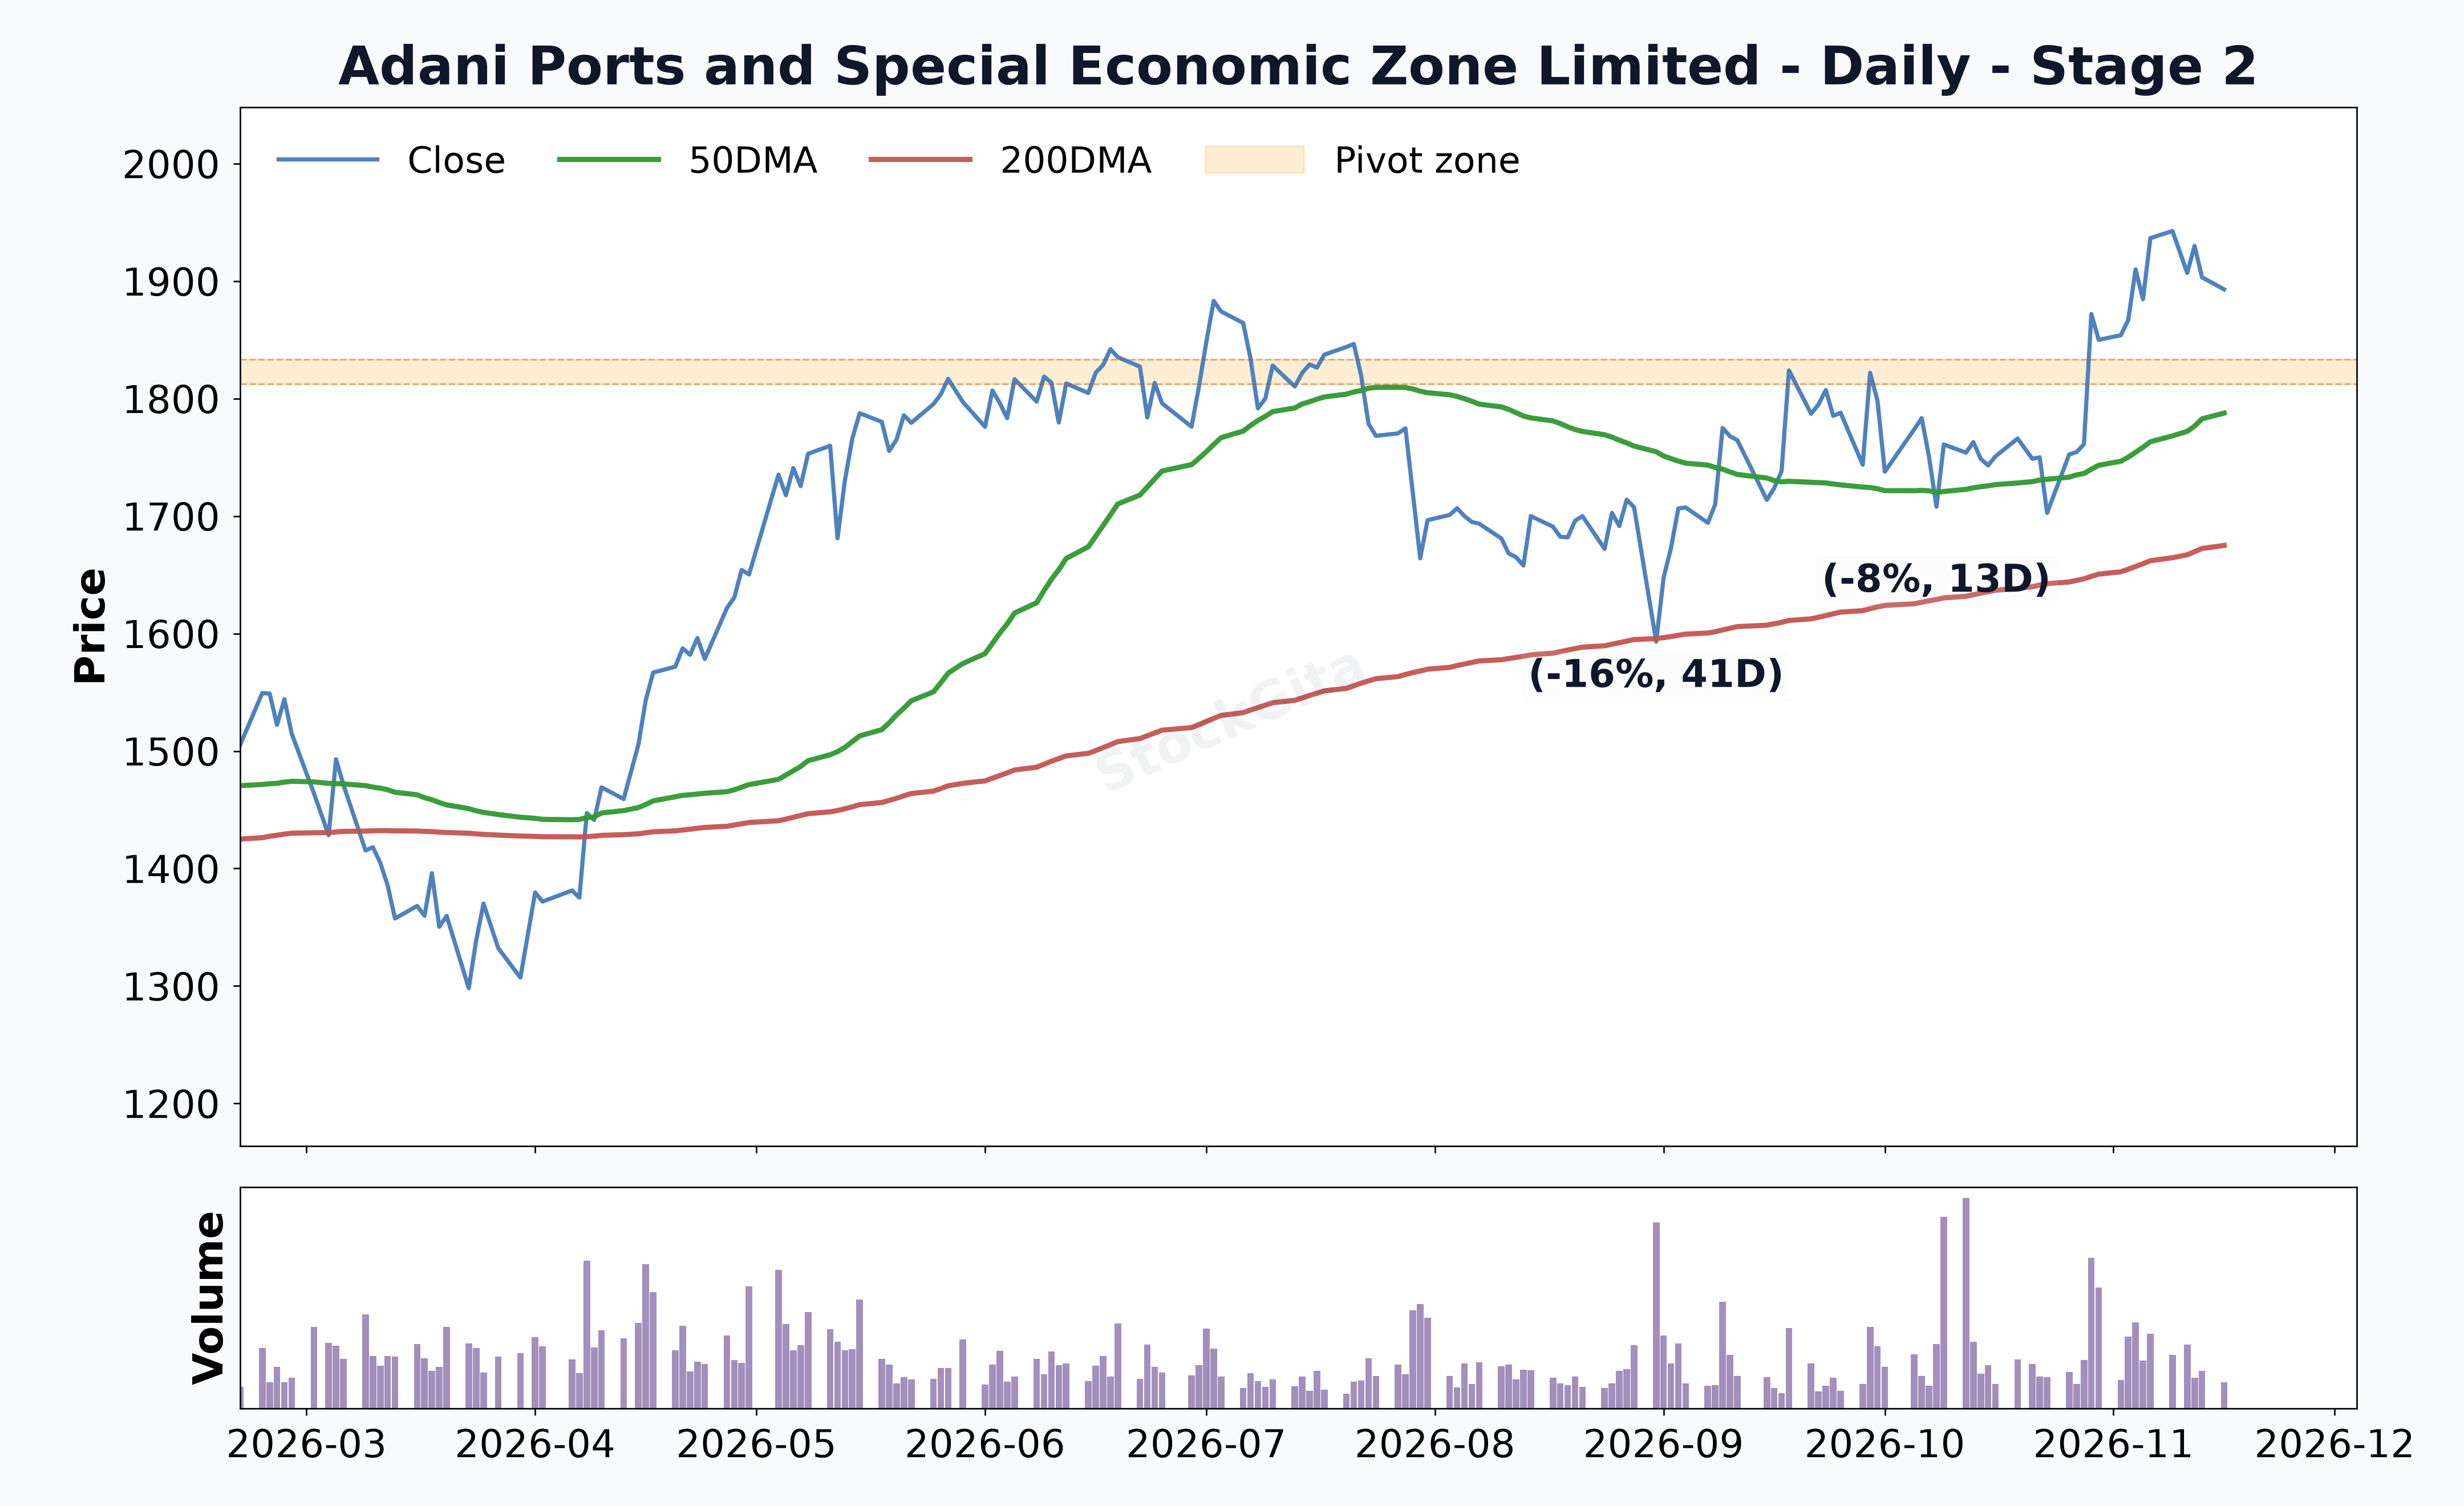 Adani Ports and Special Economic Zone Limited - Daily - Stage 2
Close 50DMA 200DMA Pivot zone
2000
1900
1800
1700
1600
1500
1400
1300
1200
Price
(-8%, 13D)
(-16%, 41D)
StockGita
Volume
2026-03 2026-04 2026-05 2026-06 2026-07 2026-08 2026-09 2026-10 2026-11 2026-12